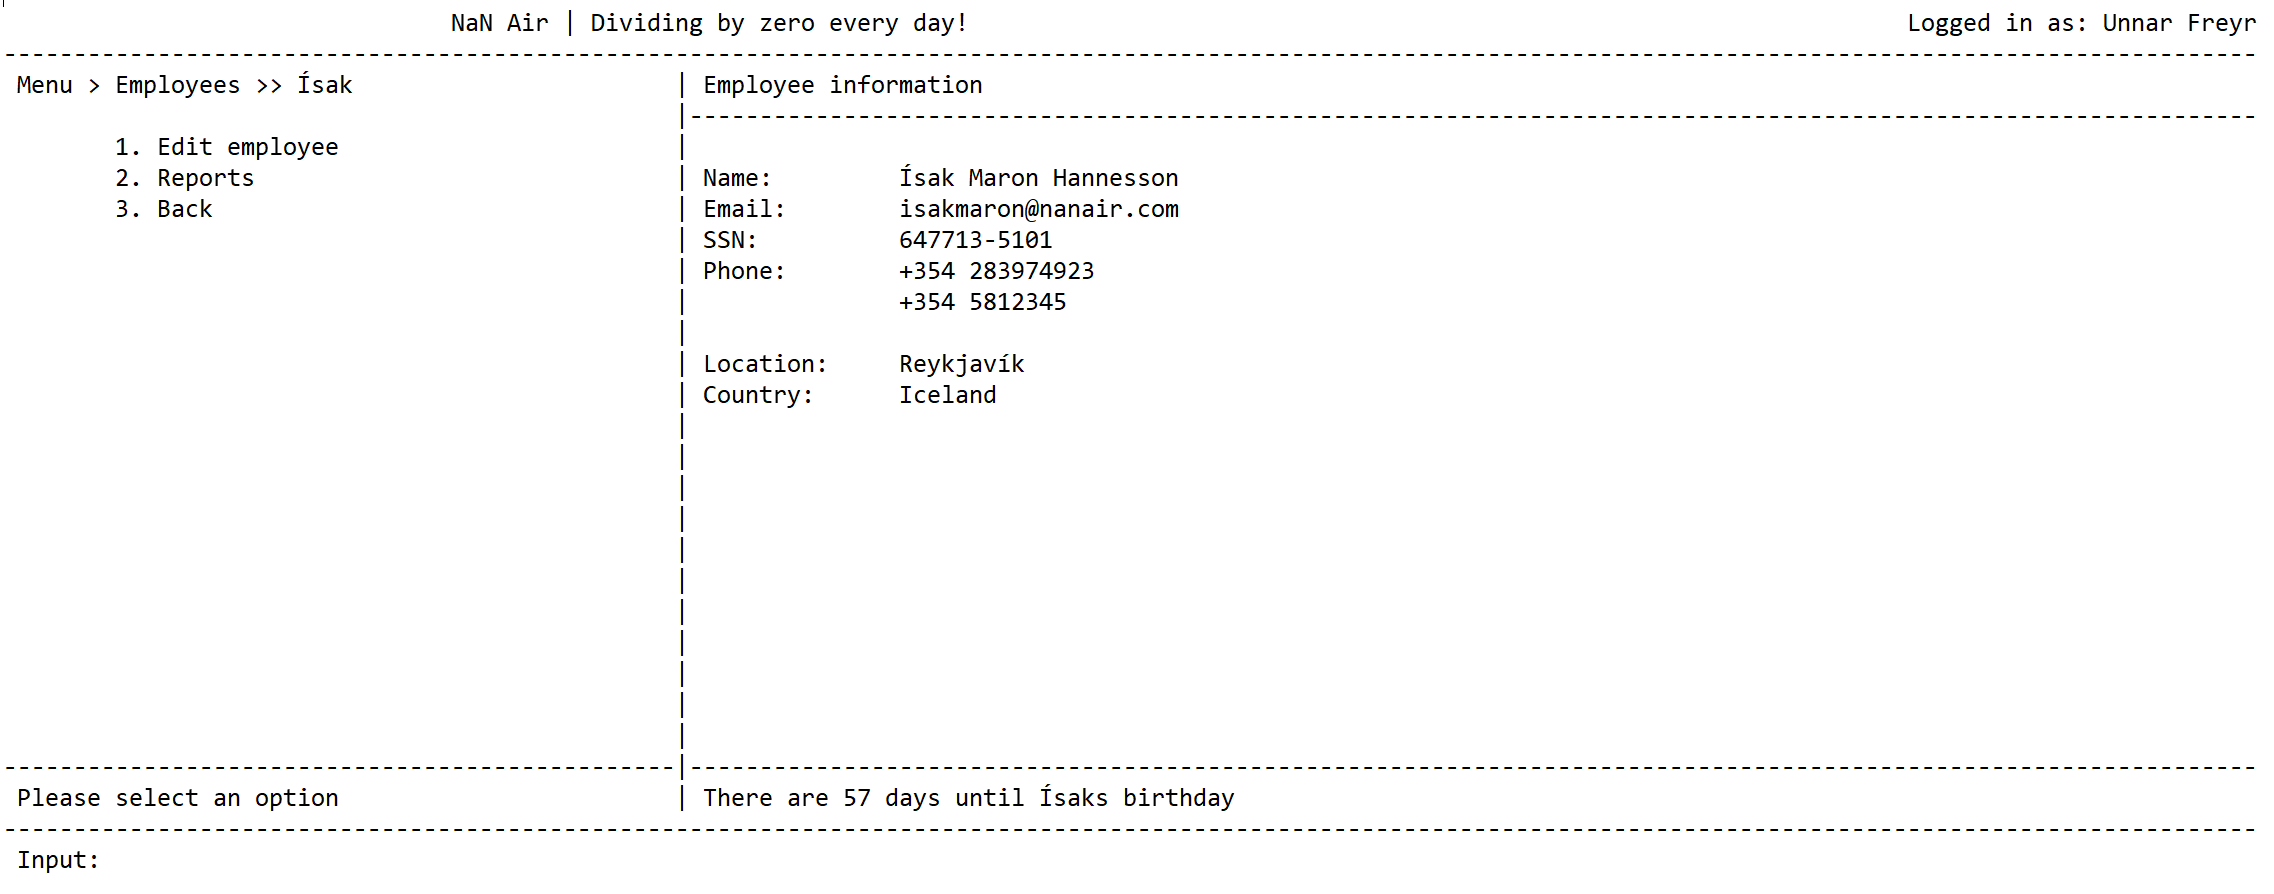 NaN Air | Dividing by zero every day! Logged in as: Unnar Freyr
Menu > Employees >> Ísak
1. Edit employee
2. Reports
3. Back
Employee information
Name: Ísak Maron Hannesson
Email: isakmaron@nanair.com
SSN: 647713-5101
Phone: +354 283974923
+354 5812345
Location: Reykjavík
Country: Iceland
Please select an option
There are 57 days until Ísaks birthday
Input: